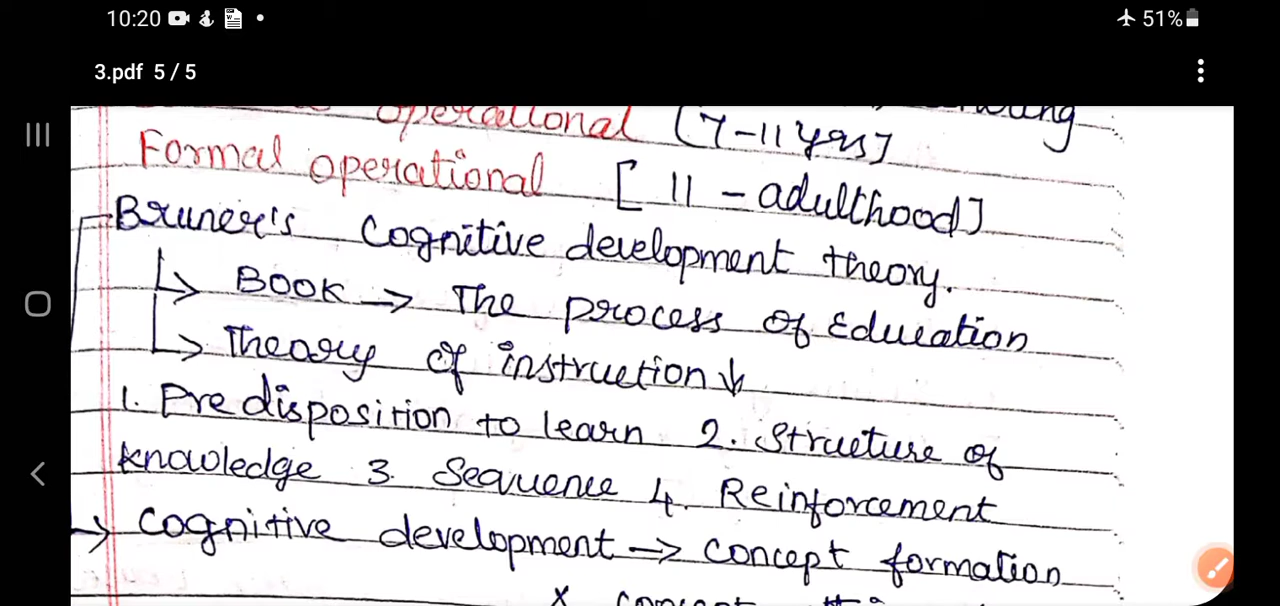 10:20
51%
3.pdf 5/5
operational [7-11 yrs]
Formal operational [11 - adulthood]
Bruner's Cognitive development theory.
↳ Book → The process of Education
↳ Theory of instruction ↓
1. Pre disposition to learn 2. Structure of
knowledge 3. Sequence 4. Reinforcement
→ Cognitive development → concept formation